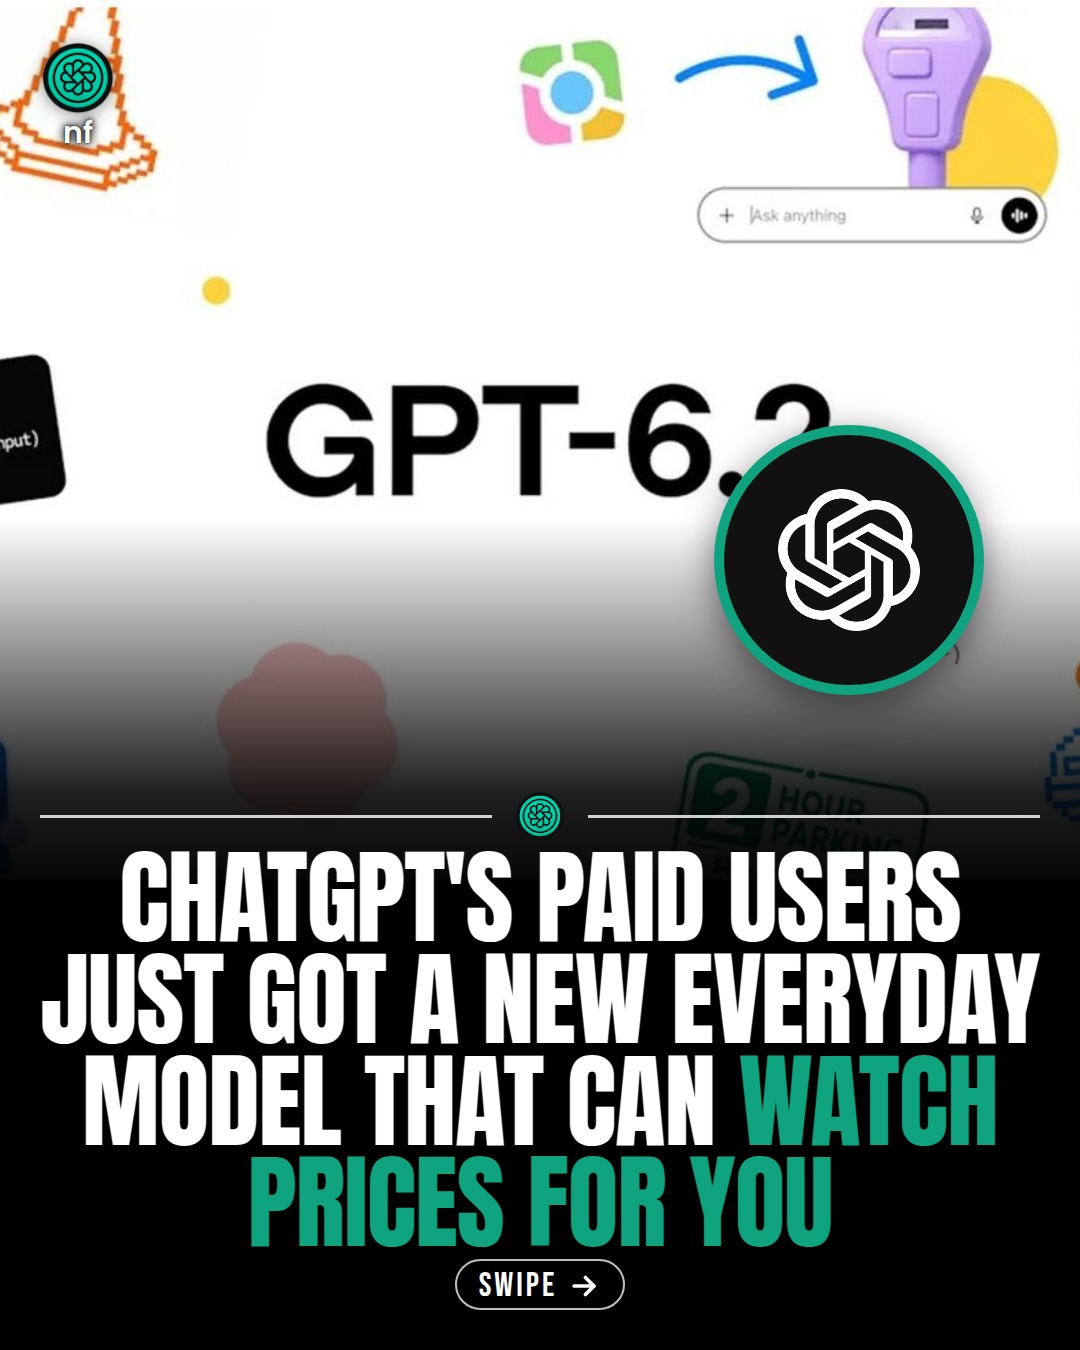 nf
Ask anything
nput)
GPT-6.2
)
2 HOUR
PARKING
CHATGPT'S PAID USERS
JUST GOT A NEW EVERYDAY
MODEL THAT CAN WATCH
PRICES FOR YOU
SWIPE →